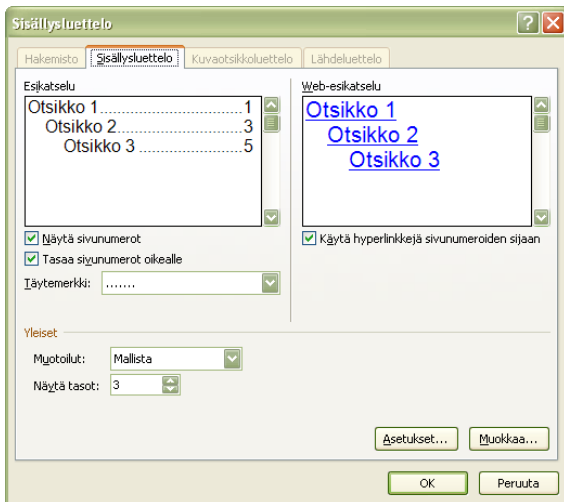 Sisällysluettelo
Hakemisto Sisällysluettelo Kuvaotsikkoluettelo Lähdeluettelo
Esikatselu
Otsikko 1....................................1
Otsikko 2...............................3
Otsikko 3..........................5
Web-esikatselu
Otsikko 1
Otsikko 2
Otsikko 3
Näytä sivunumerot
Tasaa sivunumerot oikealle
Täytemerkki: .......
Käytä hyperlinkkejä sivunumeroiden sijaan
Yleiset
Muotoilut: Mallista
Näytä tasot: 3
Asetukset... Muokkaa...
OK Peruuta